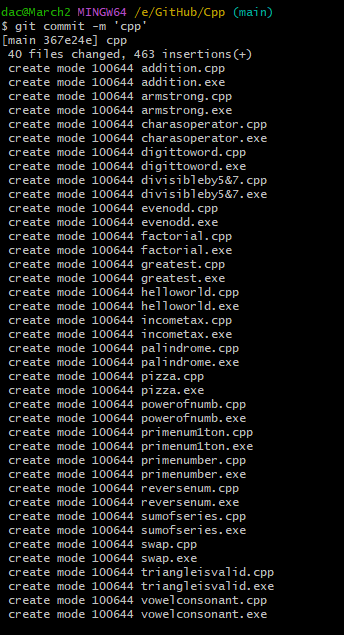 dac@March2 MINGW64 /e/GitHub/Cpp (main)
$ git commit -m 'cpp'
[main 367e24e] cpp
 40 files changed, 463 insertions(+)
 create mode 100644 addition.cpp
 create mode 100644 addition.exe
 create mode 100644 armstrong.cpp
 create mode 100644 armstrong.exe
 create mode 100644 charasoperator.cpp
 create mode 100644 charasoperator.exe
 create mode 100644 digittoword.cpp
 create mode 100644 digittoword.exe
 create mode 100644 divisibleby5&7.cpp
 create mode 100644 divisibleby5&7.exe
 create mode 100644 evenodd.cpp
 create mode 100644 evenodd.exe
 create mode 100644 factorial.cpp
 create mode 100644 factorial.exe
 create mode 100644 greatest.cpp
 create mode 100644 greatest.exe
 create mode 100644 helloworld.cpp
 create mode 100644 helloworld.exe
 create mode 100644 incometax.cpp
 create mode 100644 incometax.exe
 create mode 100644 palindrome.cpp
 create mode 100644 palindrome.exe
 create mode 100644 pizza.cpp
 create mode 100644 pizza.exe
 create mode 100644 powerofnumb.cpp
 create mode 100644 powerofnumb.exe
 create mode 100644 primenum1ton.cpp
 create mode 100644 primenum1ton.exe
 create mode 100644 primenumber.cpp
 create mode 100644 primenumber.exe
 create mode 100644 reversenum.cpp
 create mode 100644 reversenum.exe
 create mode 100644 sumofseries.cpp
 create mode 100644 sumofseries.exe
 create mode 100644 swap.cpp
 create mode 100644 swap.exe
 create mode 100644 triangleisvalid.cpp
 create mode 100644 triangleisvalid.exe
 create mode 100644 vowelconsonant.cpp
 create mode 100644 vowelconsonant.exe